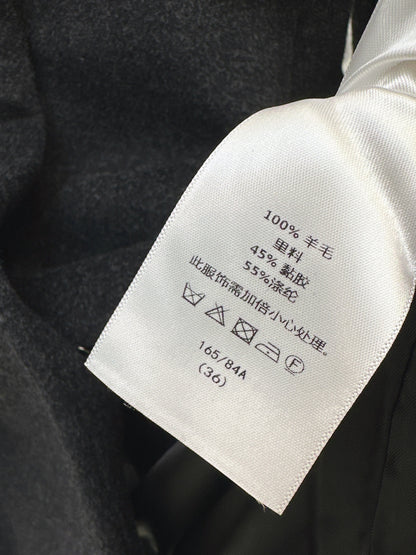 100% 羊毛
里料
45% 黏胶
55%涤纶
此服饰需加倍小心处理。
F
165/84A
(36)